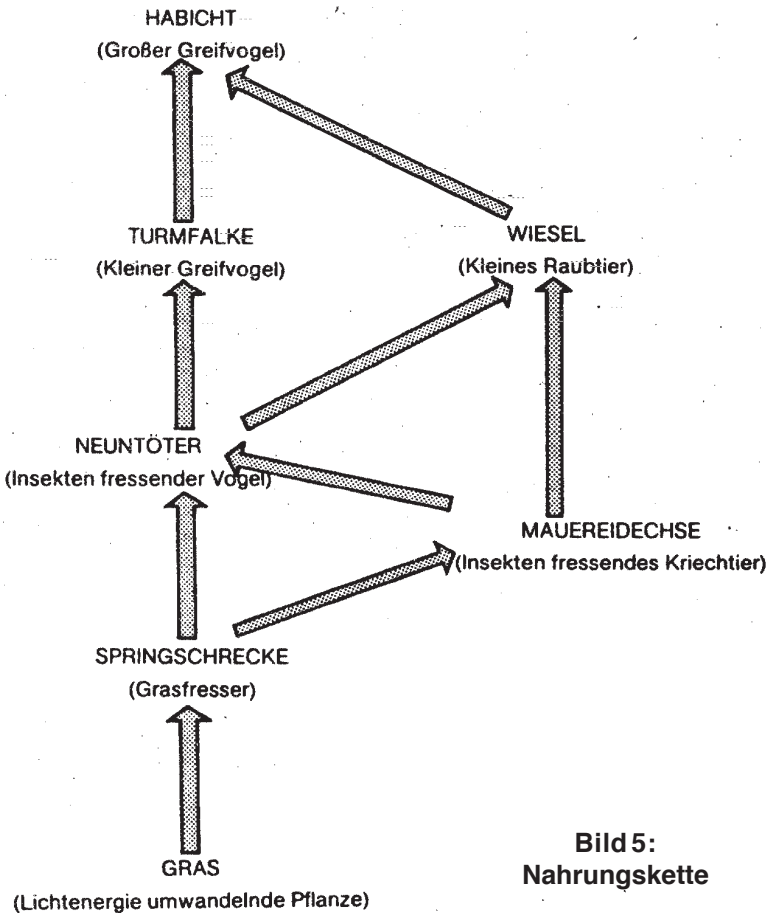 HABICHT
(Großer Greifvogel)
TURMFALKE
(Kleiner Greifvogel)
WIESEL
(Kleines Raubtier)
NEUNTÖTER
(Insekten fressender Vogel)
MAUEREIDECHSE
(Insekten fressendes Kriechtier)
SPRINGSCHRECKE
(Grasfresser)
GRAS
(Lichtenergie umwandelnde Pflanze)
Bild 5:
Nahrungskette